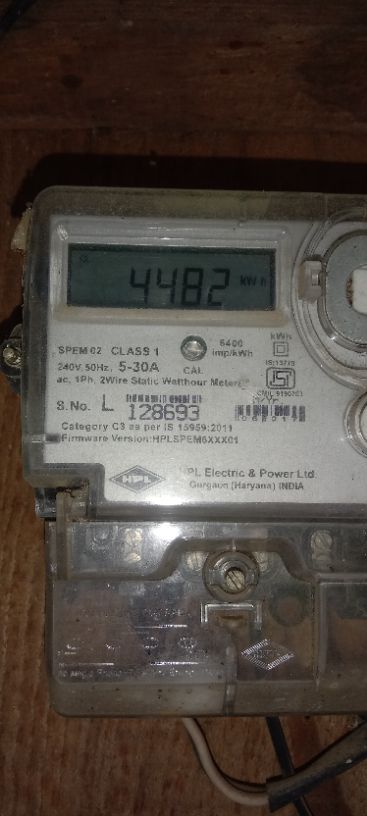 4482 kWh
SPEM 02 CLASS 1
240V, 50Hz, 5-30A
6400 imp/kWh
kWh
CAL
IS:13779
ac, 1Ph, 2Wire Static Watthour Meter
ISI
S.No. L 128693
M/Yr.
Category C3 as per IS 15959:2011
Firmware Version:HPLSPEM6XXX01
HPL
HPL Electric & Power Ltd.
Gurgaon (Haryana) INDIA